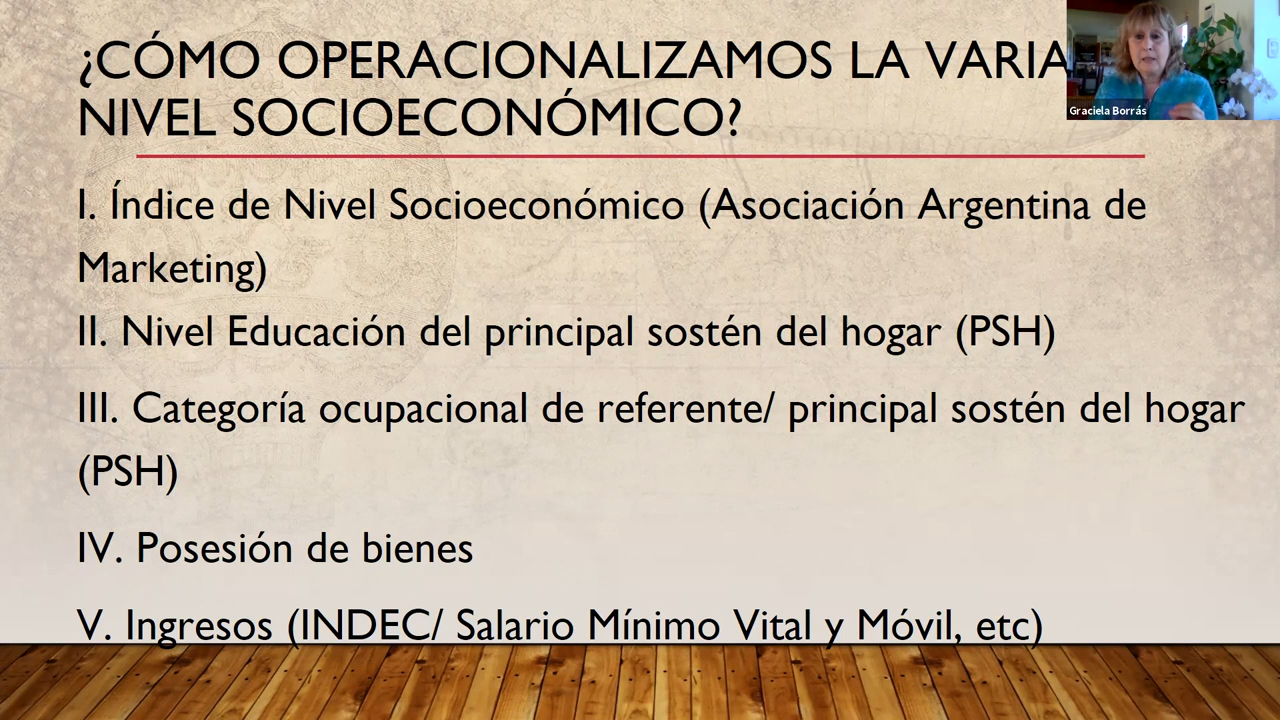 ¿CÓMO OPERACIONALIZAMOS LA VARIA
NIVEL SOCIOECONÓMICO?
Graciela Borrás
I. Índice de Nivel Socioeconómico (Asociación Argentina de
Marketing)
II. Nivel Educación del principal sostén del hogar (PSH)
III. Categoría ocupacional de referente/ principal sostén del hogar
(PSH)
IV. Posesión de bienes
V. Ingresos (INDEC/ Salario Mínimo Vital y Móvil, etc)